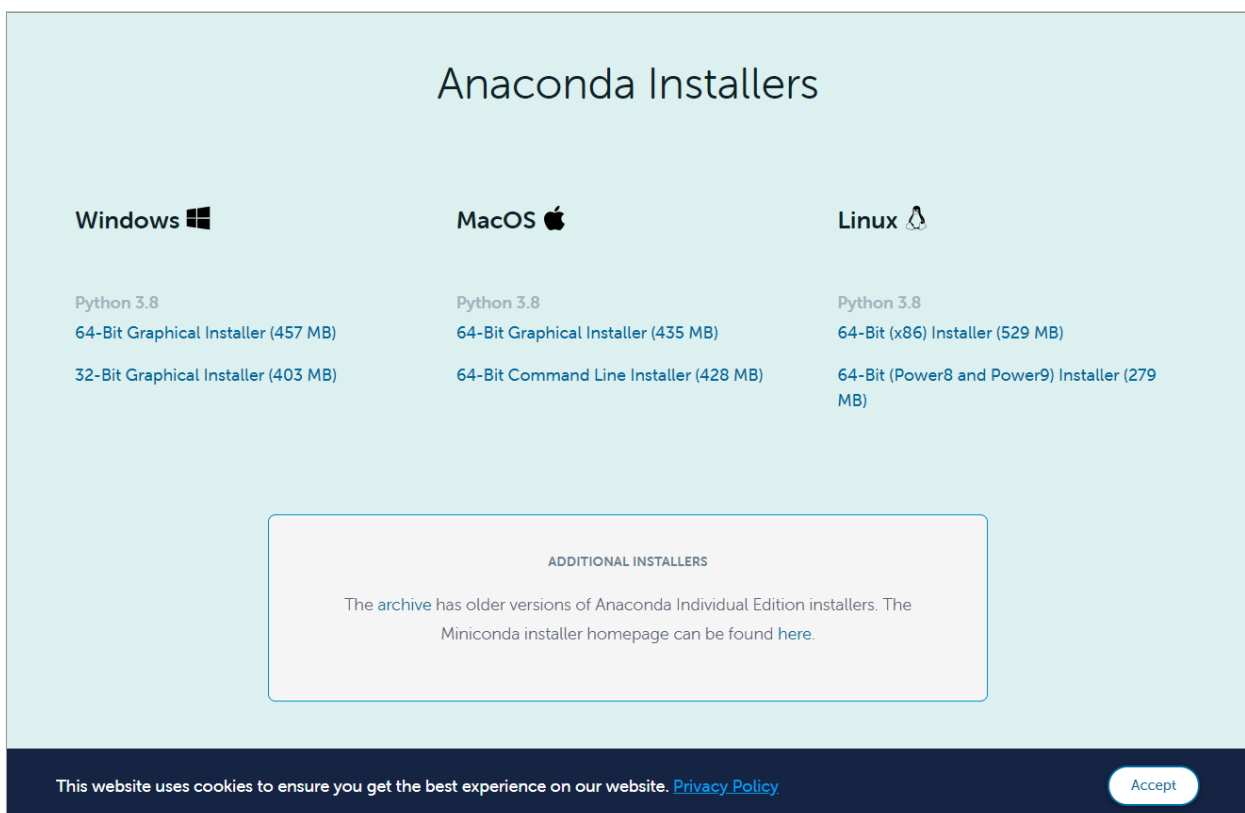 Anaconda Installers
Windows
Python 3.8
64-Bit Graphical Installer (457 MB)
32-Bit Graphical Installer (403 MB)
MacOS
Python 3.8
64-Bit Graphical Installer (435 MB)
64-Bit Command Line Installer (428 MB)
Linux
Python 3.8
64-Bit (x86) Installer (529 MB)
64-Bit (Power8 and Power9) Installer (279
MB)
ADDITIONAL INSTALLERS
The archive has older versions of Anaconda Individual Edition installers. The
Miniconda installer homepage can be found here.
This website uses cookies to ensure you get the best experience on our website. Privacy Policy
Accept